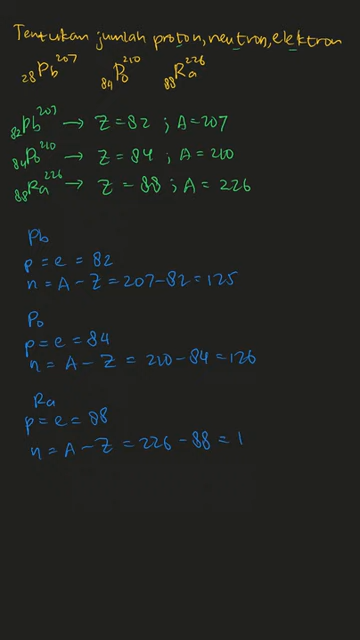 Tentukan jumlah proton, neutron, elektron
₂₈Pb²⁰⁷ ₈₄Po²¹⁰ ₈₈Ra²²⁶
₈₂Pb²⁰⁷ → Z = 82 ; A = 207
₈₄Po²¹⁰ → Z = 84 ; A = 210
₈₈Ra²²⁶ → Z = 88 ; A = 226
Pb
p = e = 82
n = A - Z = 207 - 82 = 125
Po
p = e = 84
n = A - Z = 210 - 84 = 126
Ra
p = e = 88
n = A - Z = 226 - 88 = 1